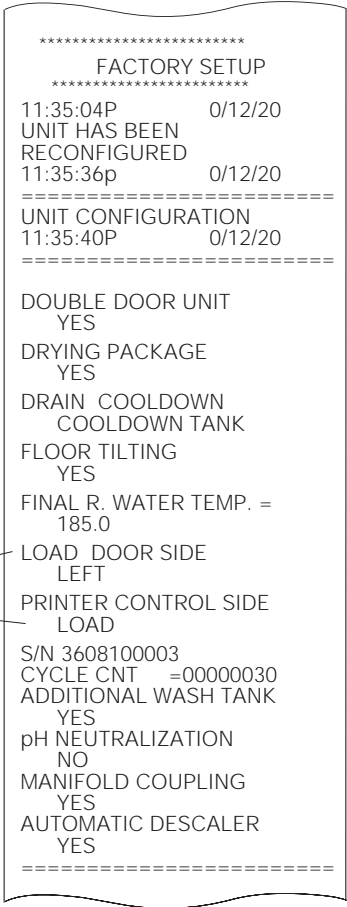 *************************
FACTORY SETUP
************************
11:35:04P 0/12/20
UNIT HAS BEEN
RECONFIGURED
11:35:36p 0/12/20
========================
UNIT CONFIGURATION
11:35:40P 0/12/20
========================
DOUBLE DOOR UNIT
YES
DRYING PACKAGE
YES
DRAIN COOLDOWN
COOLDOWN TANK
FLOOR TILTING
YES
FINAL R. WATER TEMP. =
185.0
LOAD DOOR SIDE
LEFT
PRINTER CONTROL SIDE
LOAD
S/N 3608100003
CYCLE CNT =00000030
ADDITIONAL WASH TANK
YES
pH NEUTRALIZATION
NO
MANIFOLD COUPLING
YES
AUTOMATIC DESCALER
YES
========================